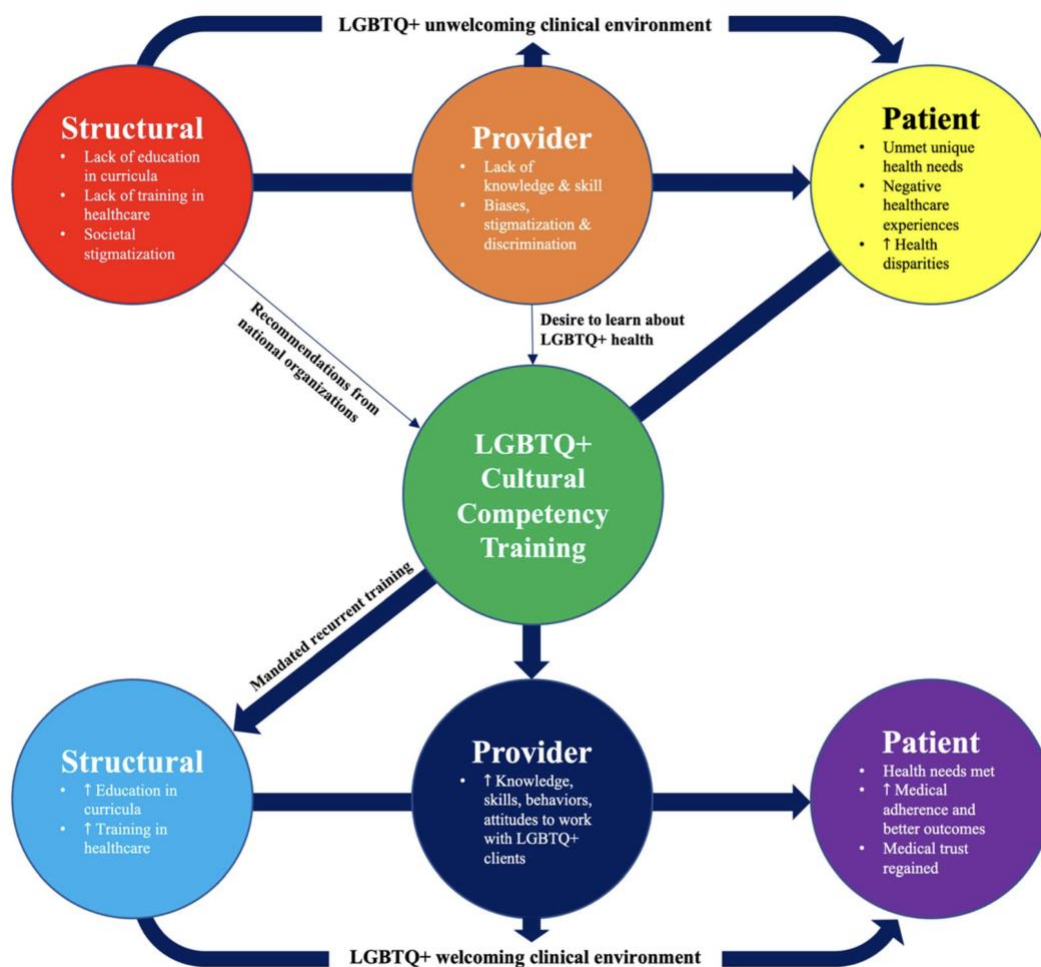 LGBTQ+ unwelcoming clinical environment
Structural
• Lack of education
in curricula
• Lack of training in
healthcare
• Societal
stigmatization
Provider
• Lack of
knowledge & skill
• Biases,
stigmatization &
discrimination
Patient
• Unmet unique
health needs
• Negative
healthcare
experiences
• ↑ Health
disparities
Recommendations from
national organizations
Desire to learn about
LGBTQ+ health
LGBTQ+
Cultural
Competency
Training
Mandated recurrent training
Structural
• ↑ Education in
curricula
• ↑ Training in
healthcare
Provider
• ↑ Knowledge,
skills, behaviors,
attitudes to work
with LGBTQ+
clients
Patient
• Health needs met
• ↑ Medical
adherence and
better outcomes
• Medical trust
regained
LGBTQ+ welcoming clinical environment